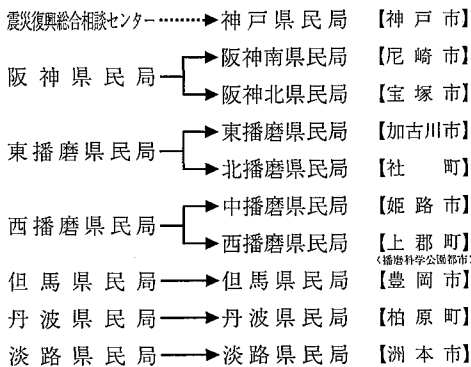 震災復興総合相談センター 神戸県民局 【神戸市】
阪神県民局 阪神南県民局 【尼崎市】
阪神北県民局 【宝塚市】
東播磨県民局 東播磨県民局 【加古川市】
北播磨県民局 【社町】
西播磨県民局 中播磨県民局 【姫路市】
西播磨県民局 【上郡町】
(播磨科学公園都市)
但馬県民局 但馬県民局 【豊岡市】
丹波県民局 丹波県民局 【柏原町】
淡路県民局 淡路県民局 【洲本市】